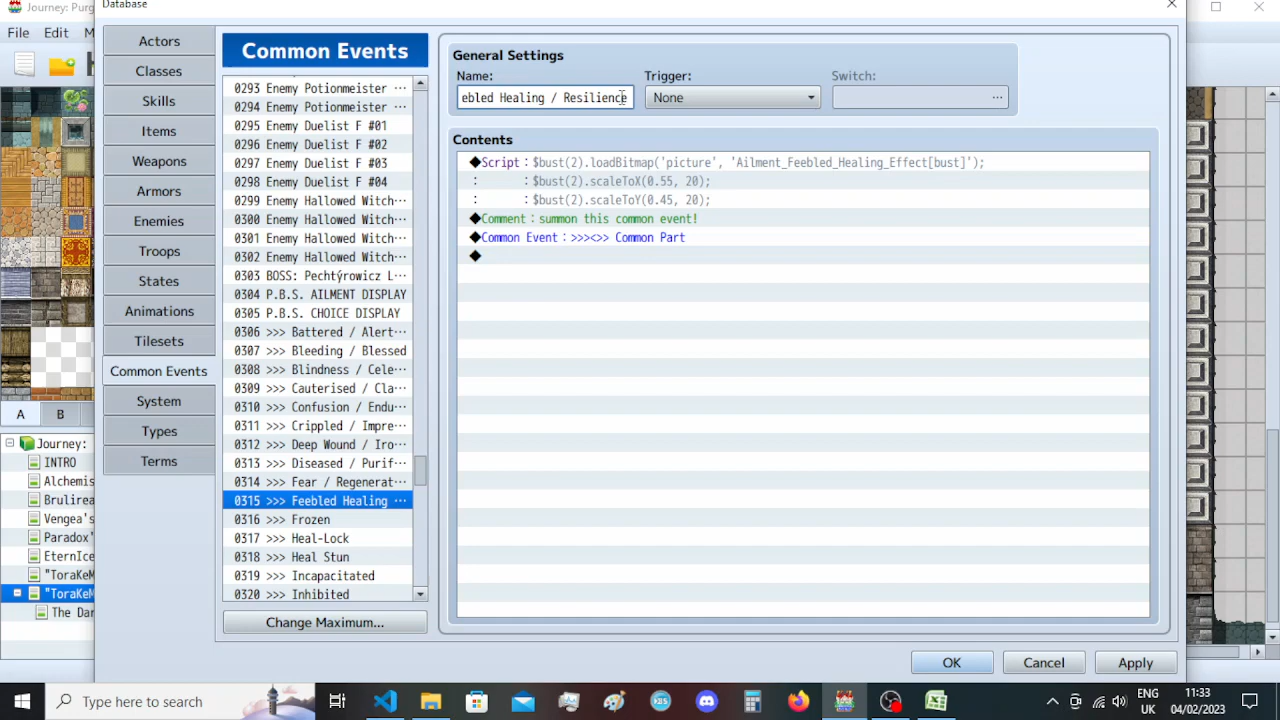 Journey: Purg
Database
File Edit M
Actors
Classes
Skills
Items
Weapons
Armors
Enemies
Troops
States
Animations
Tilesets
Common Events
System
Types
Terms
Common Events
0293 Enemy Potionmeister ···
0294 Enemy Potionmeister ···
0295 Enemy Duelist F #01
0296 Enemy Duelist F #02
0297 Enemy Duelist F #03
0298 Enemy Duelist F #04
0299 Enemy Hallowed Witch···
0300 Enemy Hallowed Witch···
0301 Enemy Hallowed Witch···
0302 Enemy Hallowed Witch···
0303 BOSS: Pechtýrowicz L···
0304 P.B.S. AILMENT DISPLAY
0305 P.B.S. CHOICE DISPLAY
0306 >>> Battered / Alert···
0307 >>> Bleeding / Blessed
0308 >>> Blindness / Cele···
0309 >>> Cauterised / Cla···
0310 >>> Confusion / Endu···
0311 >>> Crippled / Impre···
0312 >>> Deep Wound / Iro···
0313 >>> Diseased / Purif···
0314 >>> Fear / Regenerat···
0315 >>> Feebled Healing ···
0316 >>> Frozen
0317 >>> Heal-Lock
0318 >>> Heal Stun
0319 >>> Incapacitated
0320 >>> Inhibited
Change Maximum...
General Settings
Name: Trigger: Switch:
ebled Healing / Resilience None ...
Contents
◆Script：$bust(2).loadBitmap('picture', 'Ailment_Feebled_Healing_Effect[bust]');
：　　：$bust(2).scaleToX(0.55, 20);
：　　：$bust(2).scaleToY(0.45, 20);
◆Comment：summon this common event!
◆Common Event：>>><>> Common Part
◆
OK Cancel Apply
A B
Journey:
INTRO
Alchemis
Brulirea
Vengea's
Paradox'
EternIce
"ToraKeM
"ToraKeM
The Dar
Type here to search
ENG
UK
11:33
04/02/2023